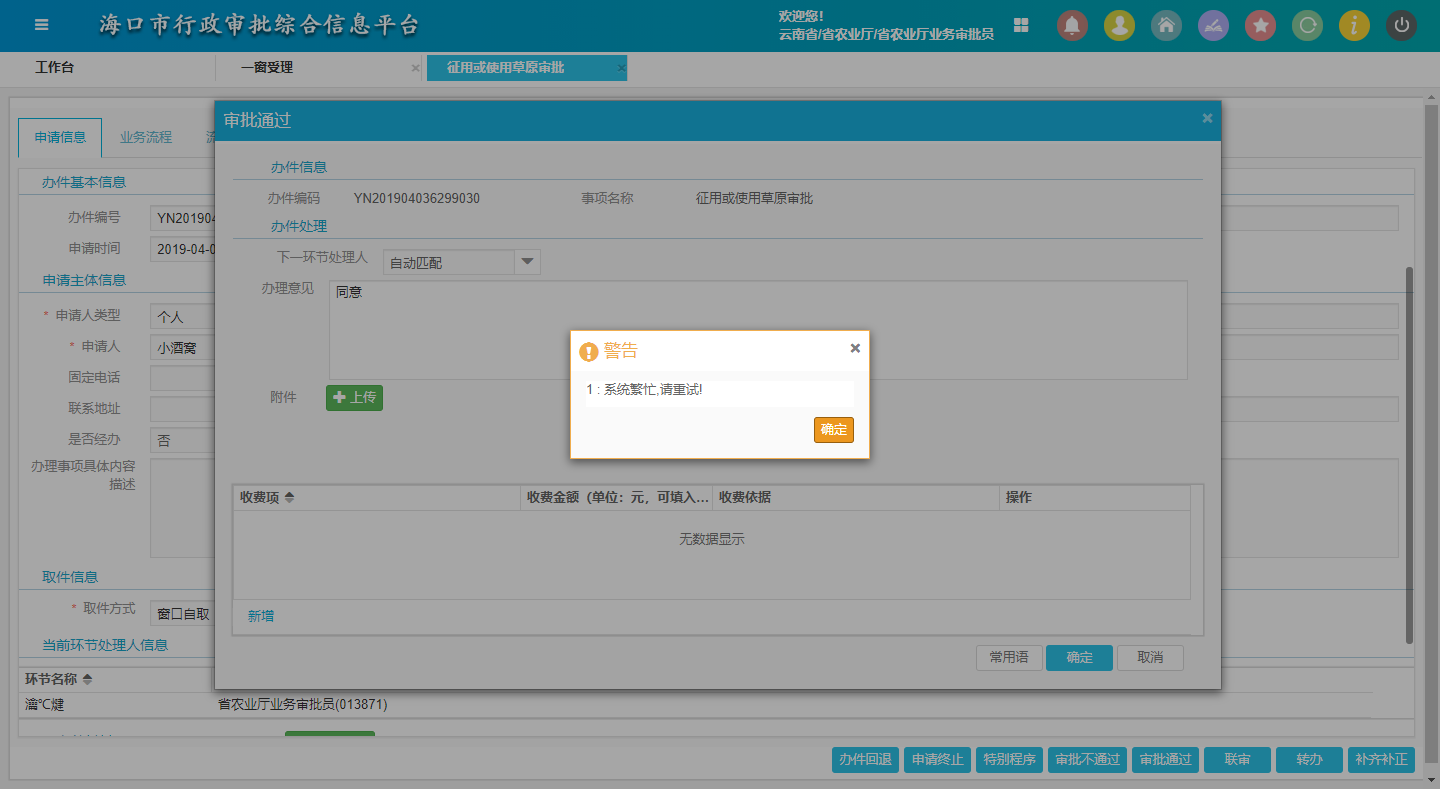 海口市行政审批综合信息平台
欢迎您!
云南省/省农业厅/省农业厅业务审批员
工作台
一窗受理
征用或使用草原审批
审批通过
申请信息
业务流程
办件信息
办件基本信息
办件编码 YN201904036299030 事项名称 征用或使用草原审批
办件编号 YN20190
办件处理
申请时间 2019-04-0
下一环节处理人 自动匹配
申请主体信息
办理意见 同意
* 申请人类型 个人
* 申请人 小酒窝
警告
固定电话
1 : 系统繁忙,请重试!
附件 上传
联系地址
确定
是否经办 否
办理事项具体内容
描述
收费项 收费金额（单位：元，可填入... 收费依据 操作
无数据显示
取件信息
* 取件方式 窗口自取
新增
当前环节处理人信息
常用语 确定 取消
环节名称
省农业厅业务审批员(013871)
办件回退 申请终止 特别程序 审批不通过 审批通过 联审 转办 补齐补正